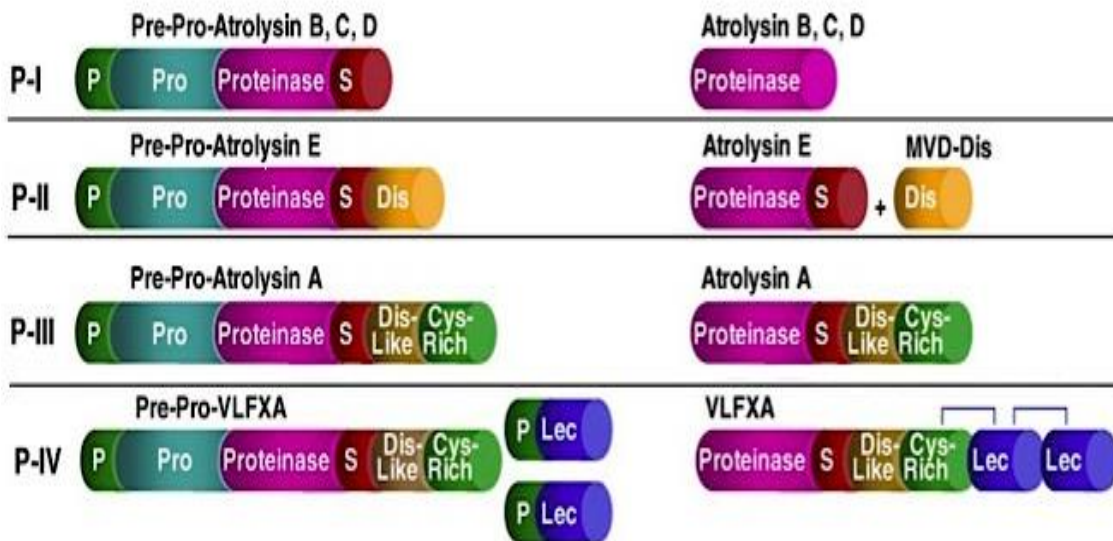 Pre-Pro-Atrolysin B, C, D
Atrolysin B, C, D
P-I
P Pro Proteinase S
Proteinase
Pre-Pro-Atrolysin E
Atrolysin E
MVD-Dis
P-II
P Pro Proteinase S Dis
Proteinase S + Dis
Pre-Pro-Atrolysin A
Atrolysin A
P-III
P Pro Proteinase S Dis-Like Cys-Rich
Proteinase S Dis-Like Cys-Rich
Pre-Pro-VLFXA
VLFXA
P-IV
P Pro Proteinase S Dis-Like Cys-Rich
P Lec
P Lec
Proteinase S Dis-Like Cys-Rich Lec Lec